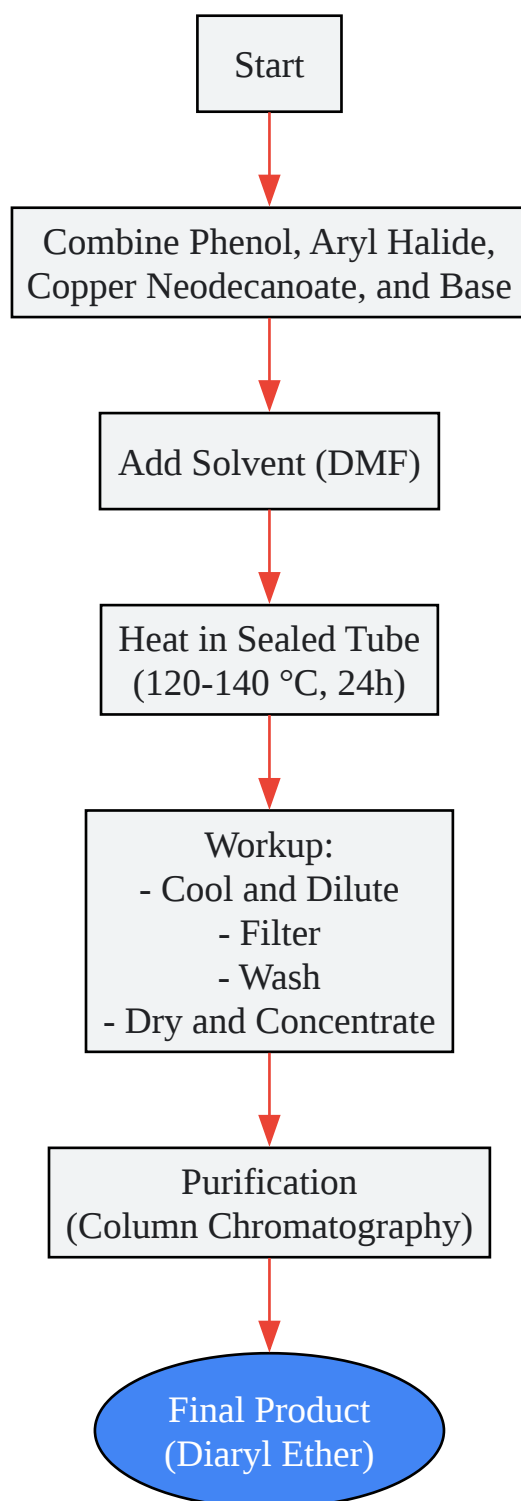 Start
Combine Phenol, Aryl Halide,
Copper Neodecanoate, and Base
Add Solvent (DMF)
Heat in Sealed Tube
(120-140 °C, 24h)
Workup:
- Cool and Dilute
- Filter
- Wash
- Dry and Concentrate
Purification
(Column Chromatography)
Final Product
(Diaryl Ether)